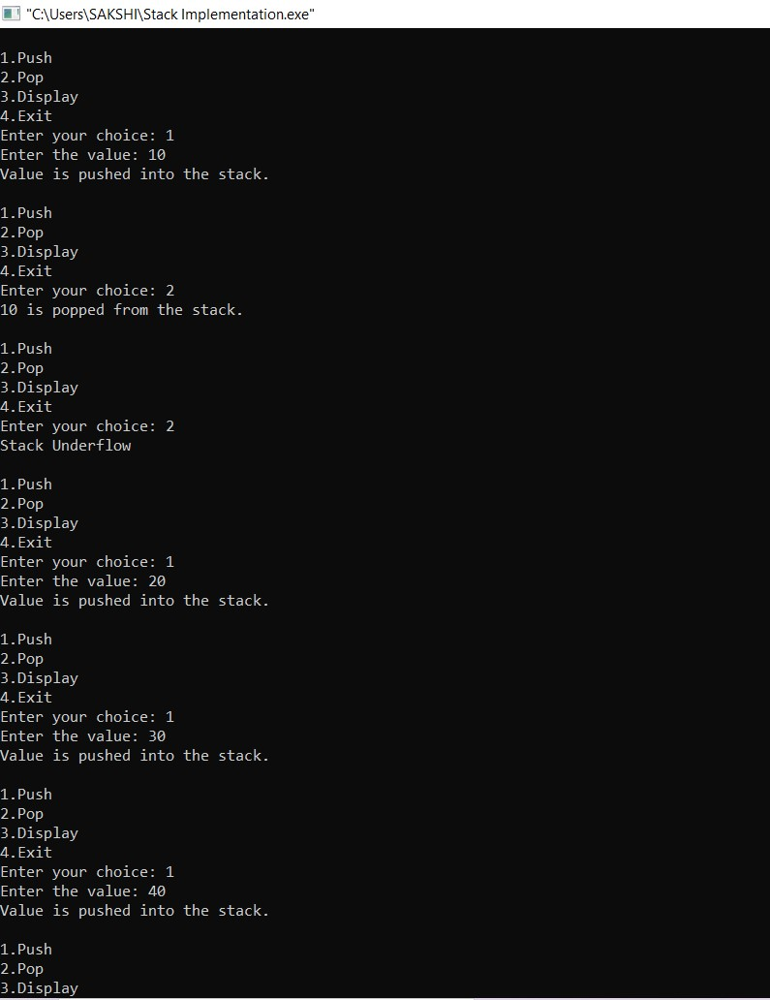 "C:\Users\SAKSHI\Stack Implementation.exe"
1.Push
2.Pop
3.Display
4.Exit
Enter your choice: 1
Enter the value: 10
Value is pushed into the stack.
1.Push
2.Pop
3.Display
4.Exit
Enter your choice: 2
10 is popped from the stack.
1.Push
2.Pop
3.Display
4.Exit
Enter your choice: 2
Stack Underflow
1.Push
2.Pop
3.Display
4.Exit
Enter your choice: 1
Enter the value: 20
Value is pushed into the stack.
1.Push
2.Pop
3.Display
4.Exit
Enter your choice: 1
Enter the value: 30
Value is pushed into the stack.
1.Push
2.Pop
3.Display
4.Exit
Enter your choice: 1
Enter the value: 40
Value is pushed into the stack.
1.Push
2.Pop
3.Display